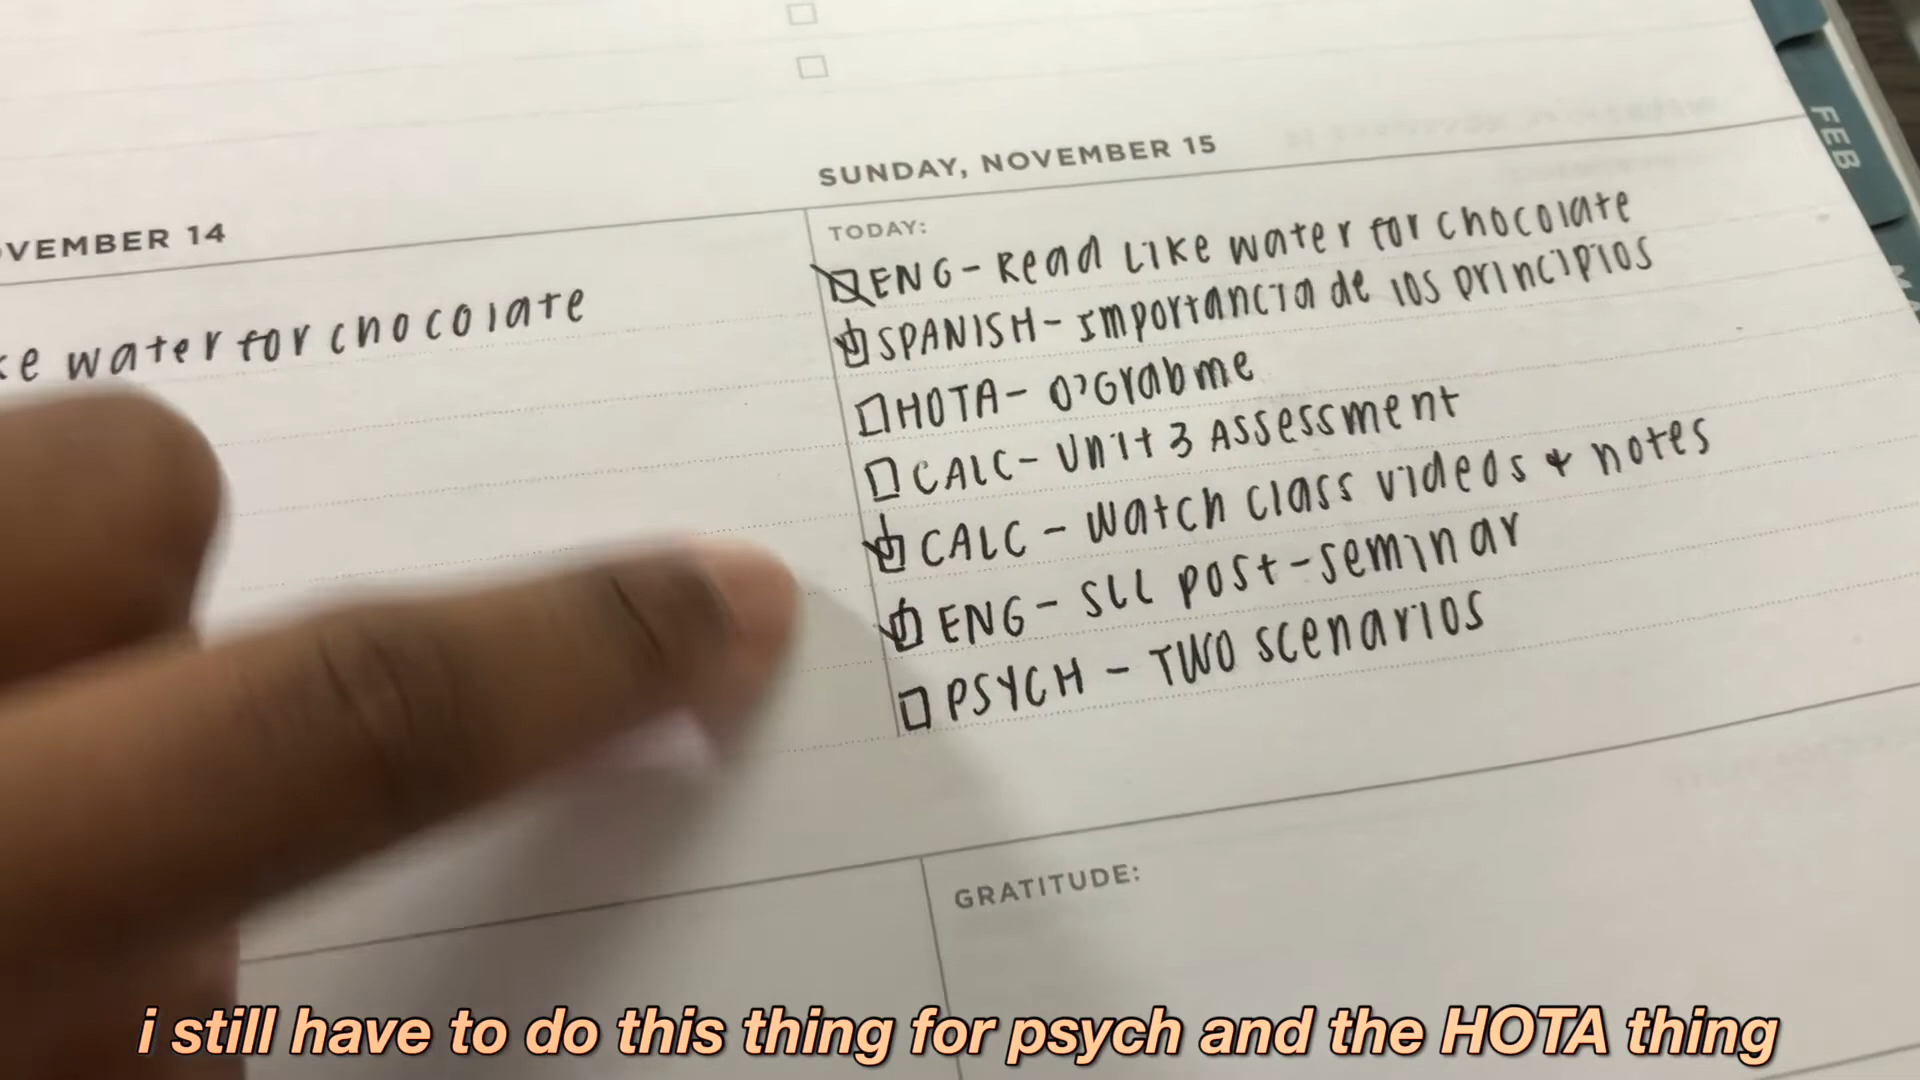 SUNDAY, NOVEMBER 15
VEMBER 14
TODAY:
ENG - Read Like water for chocolate
SPANISH - Importancia de los principios
HOTA - O'Grabme
CALC - Unit 3 Assessment
CALC - Watch class videos + notes
ENG - SLL post-seminar
PSYCH - Two scenarios
water for chocolate
GRATITUDE:
FEB
i still have to do this thing for psych and the HOTA thing